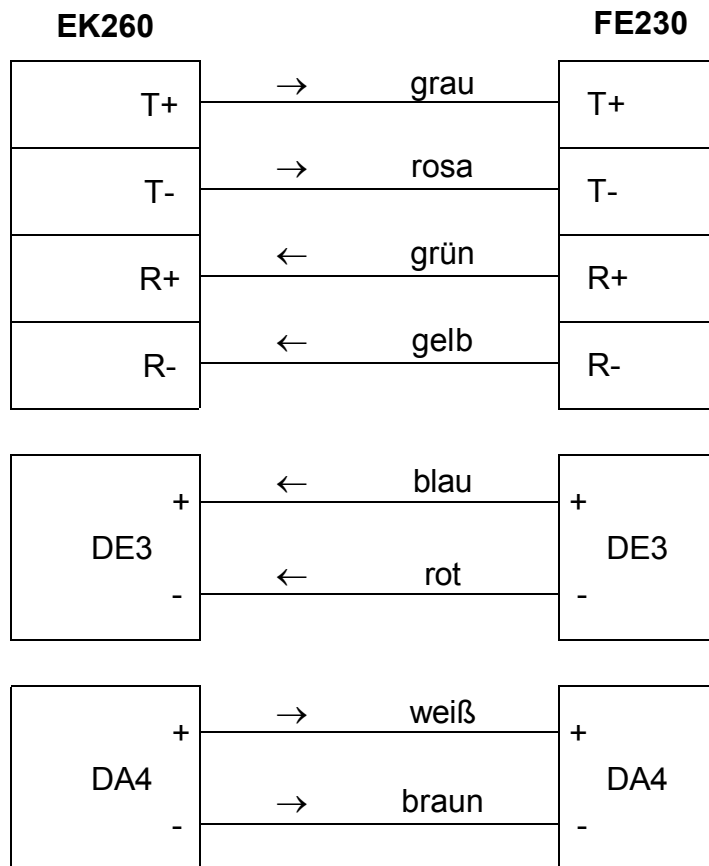 EK260 FE230
T+ → grau T+
T- → rosa T-
R+ ← grün R+
R- ← gelb R-
+ ← blau +
DE3 DE3
- ← rot -
+ → weiß +
DA4 DA4
- → braun -